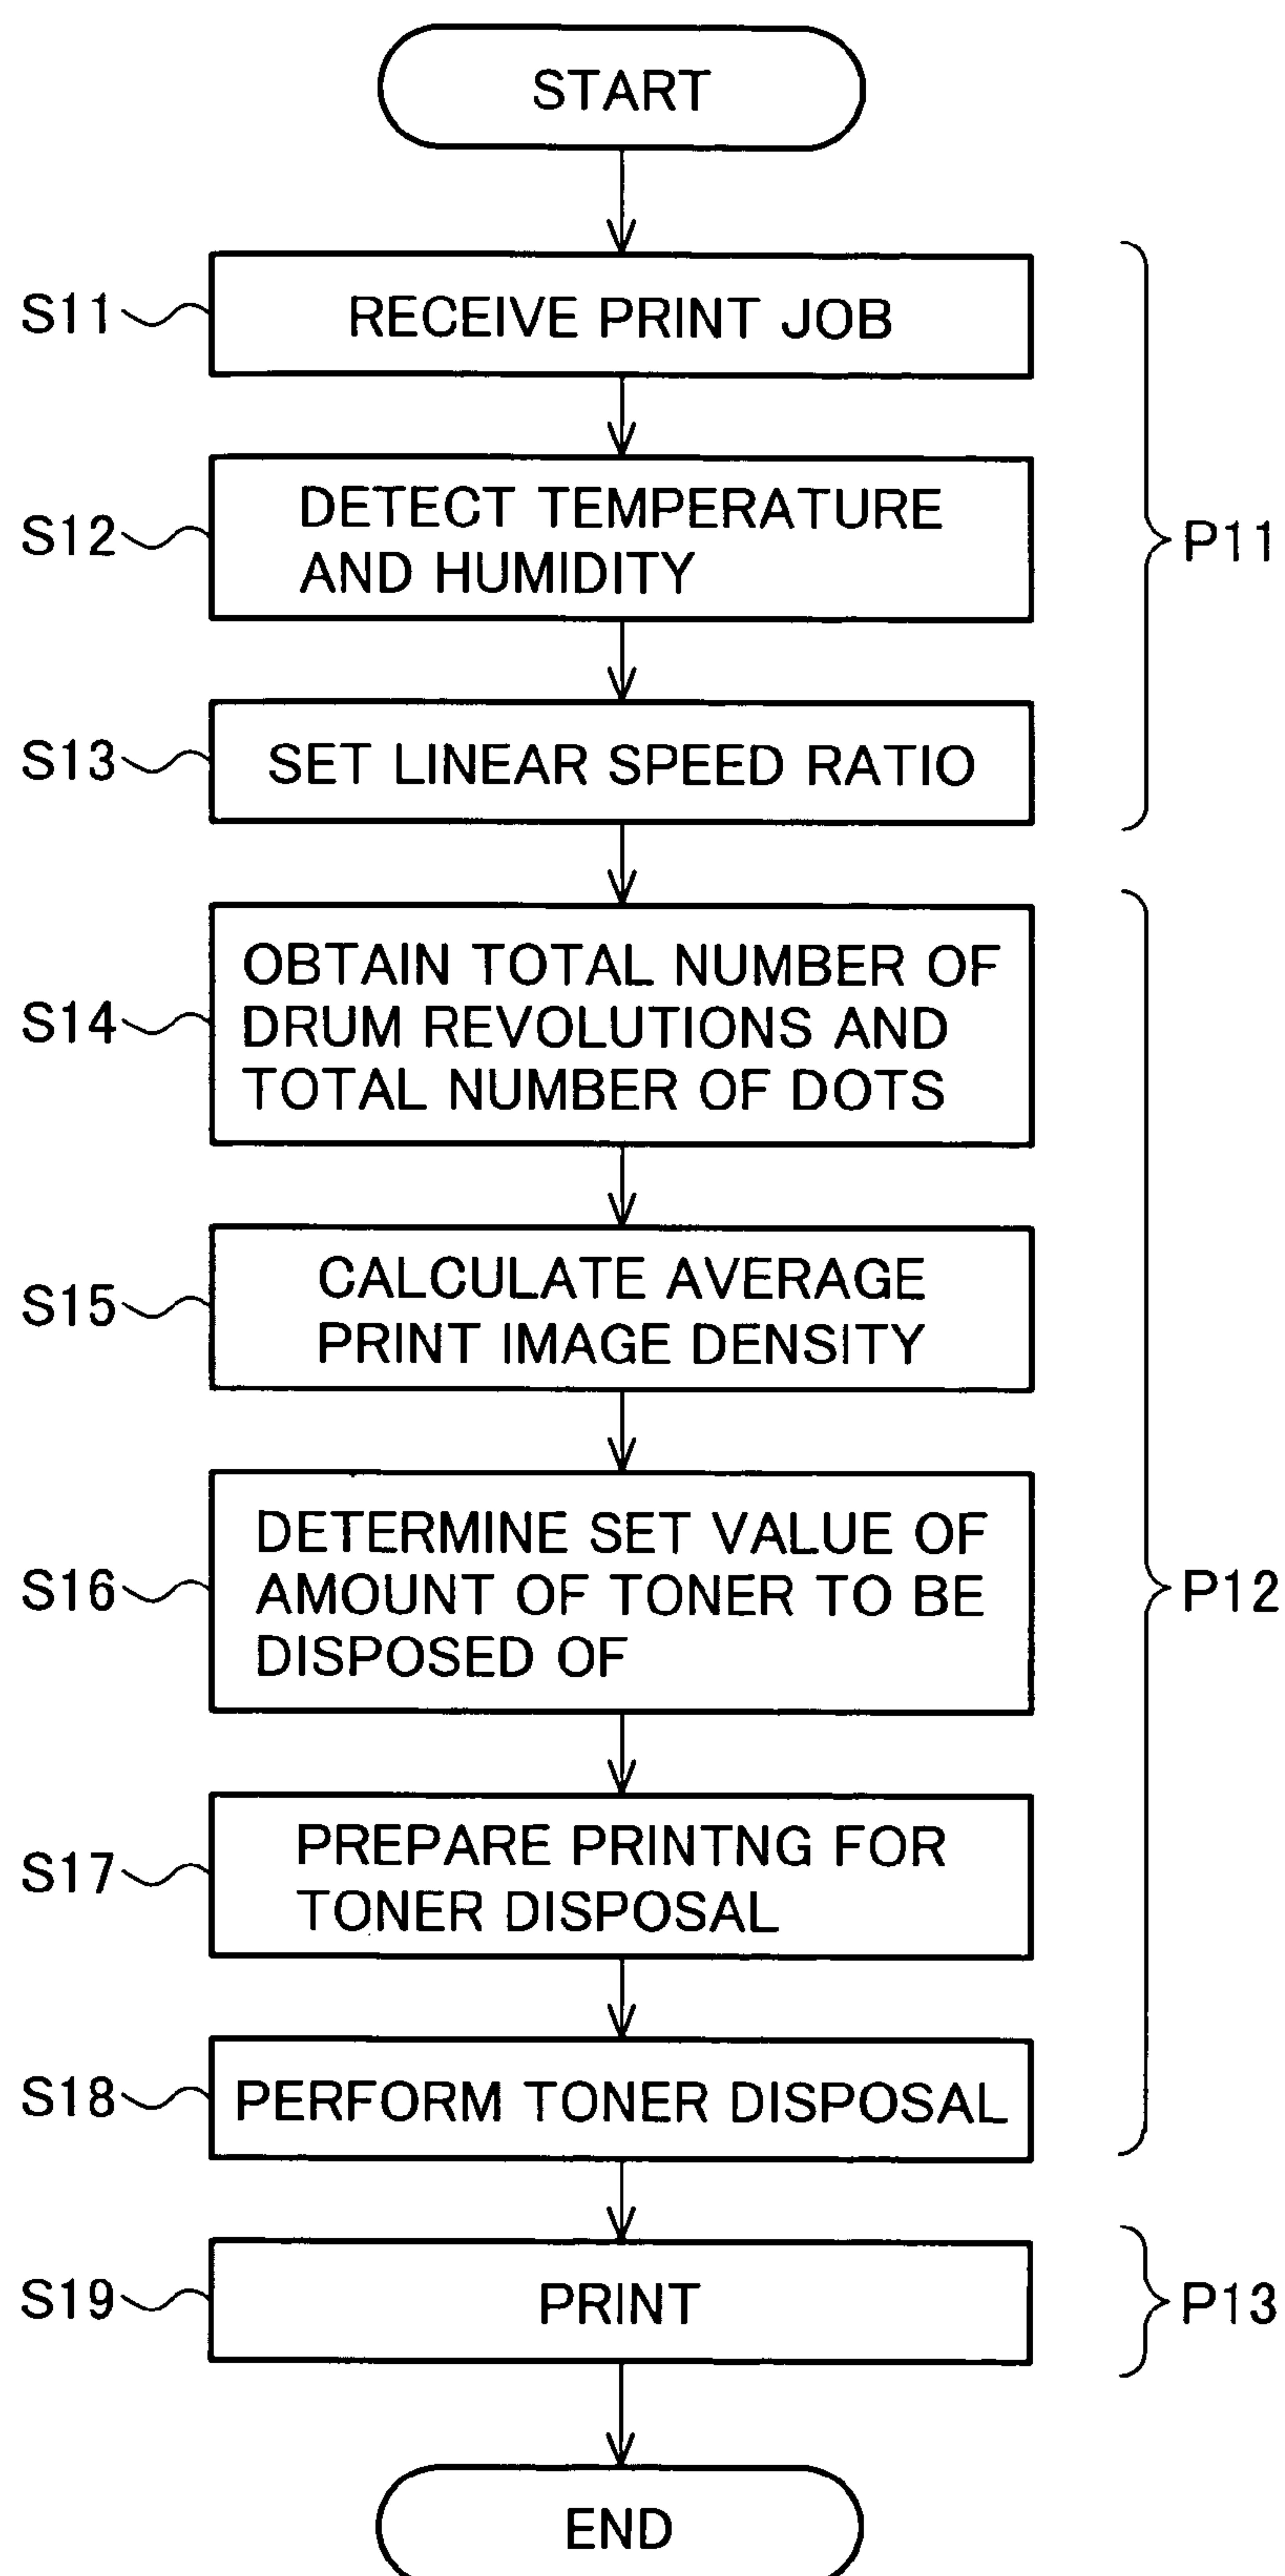 START
S11
RECEIVE PRINT JOB
S12
DETECT TEMPERATURE
AND HUMIDITY
P11
S13
SET LINEAR SPEED RATIO
S14
OBTAIN TOTAL NUMBER OF
DRUM REVOLUTIONS AND
TOTAL NUMBER OF DOTS
S15
CALCULATE AVERAGE
PRINT IMAGE DENSITY
S16
DETERMINE SET VALUE OF
AMOUNT OF TONER TO BE
DISPOSED OF
P12
S17
PREPARE PRINTNG FOR
TONER DISPOSAL
S18
PERFORM TONER DISPOSAL
S19
PRINT
P13
END